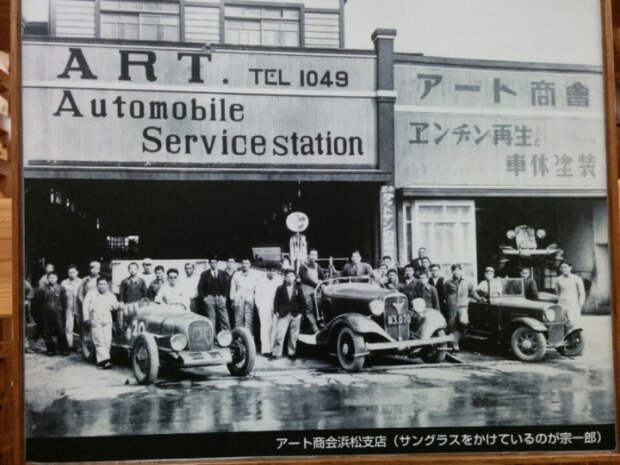 ART. TEL 1049
Automobile
Service station
アート商會
ヱンヂン再生と
車体塗装
アート商会浜松支店(サングラスをかけているのが宗一郎)